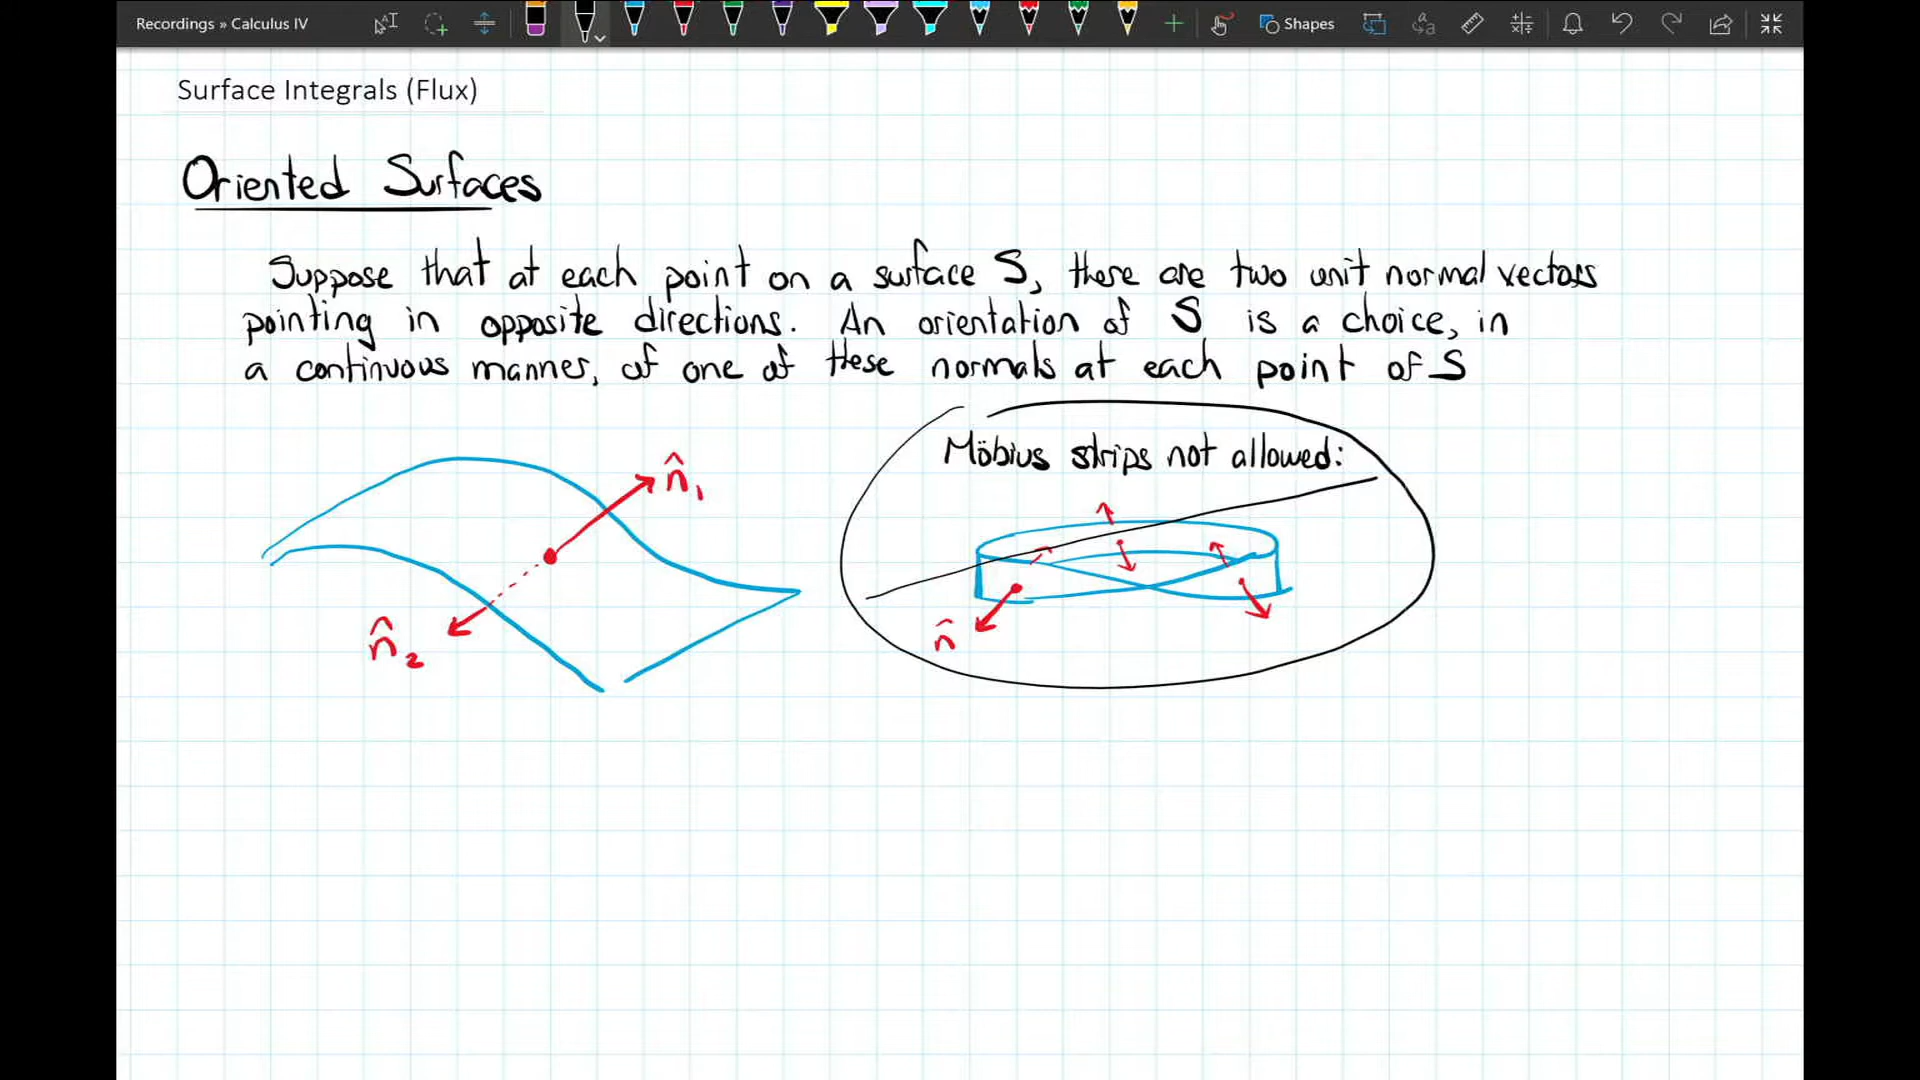 Recordings » Calculus IV
Shapes
Surface Integrals (Flux)
Oriented Surfaces
Suppose that at each point on a surface S, there are two unit normal vectors
pointing in opposite directions. An orientation of S is a choice, in
a continuous manner, of one of these normals at each point of S
Möbius strips not allowed:
n̂₁
n̂₂
n̂